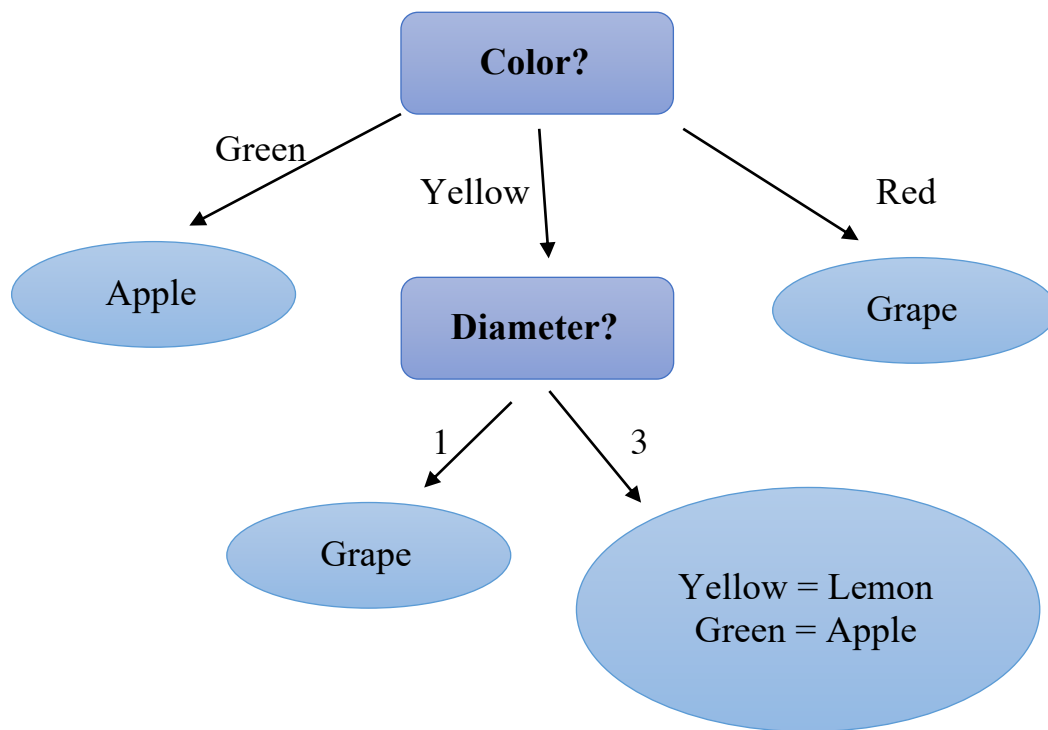 Color?
Green
Yellow
Red
Apple
Grape
Diameter?
1
3
Grape
Yellow = Lemon
Green = Apple